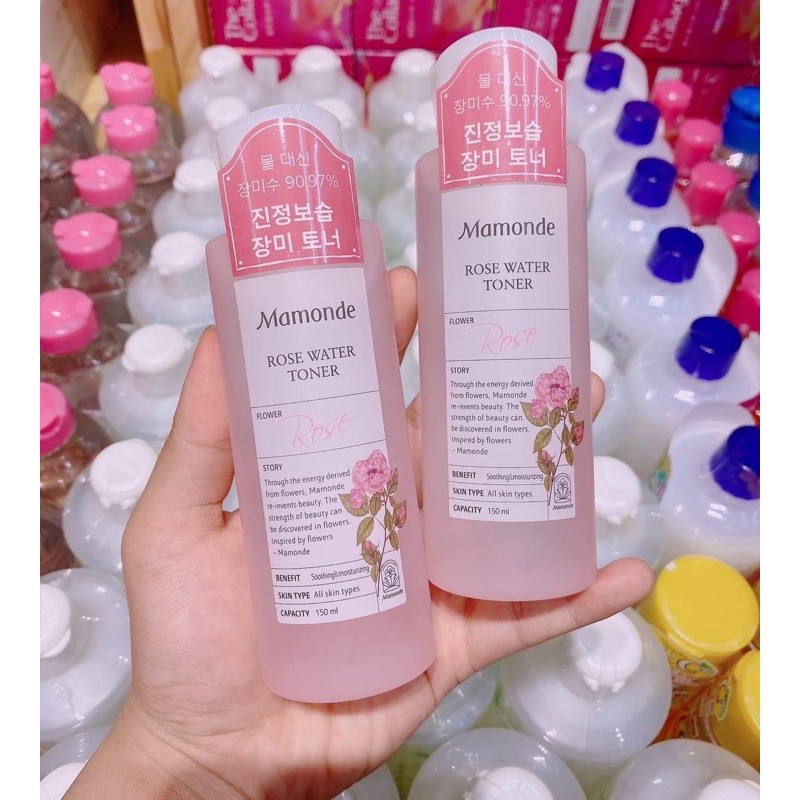 The
Collag
The
Colla
물 대신
장미수 90.97%
진정보습
장미 토너
Mamonde
ROSE WATER
TONER
FLOWER
Rose
STORY
Through the energy derived
from flowers, Mamonde
re-invents beauty. The
strength of beauty can
be discovered in flowers.
Inspired by flowers
– Mamonde
BENEFIT Soothing&moisturizing
SKIN TYPE All skin types
CAPACITY 150 ml
Mamonde
물 대신
장미수 90.97%
진정보습
장미 토너
Mamonde
ROSE WATER
TONER
FLOWER
Rose
STORY
Through the energy derived
from flowers, Mamonde
re-invents beauty. The
strength of beauty can
be discovered in flowers.
Inspired by flowers
– Mamonde
BENEFIT Soothing&moisturizing
SKIN TYPE All skin types
CAPACITY 150 ml
Mamonde